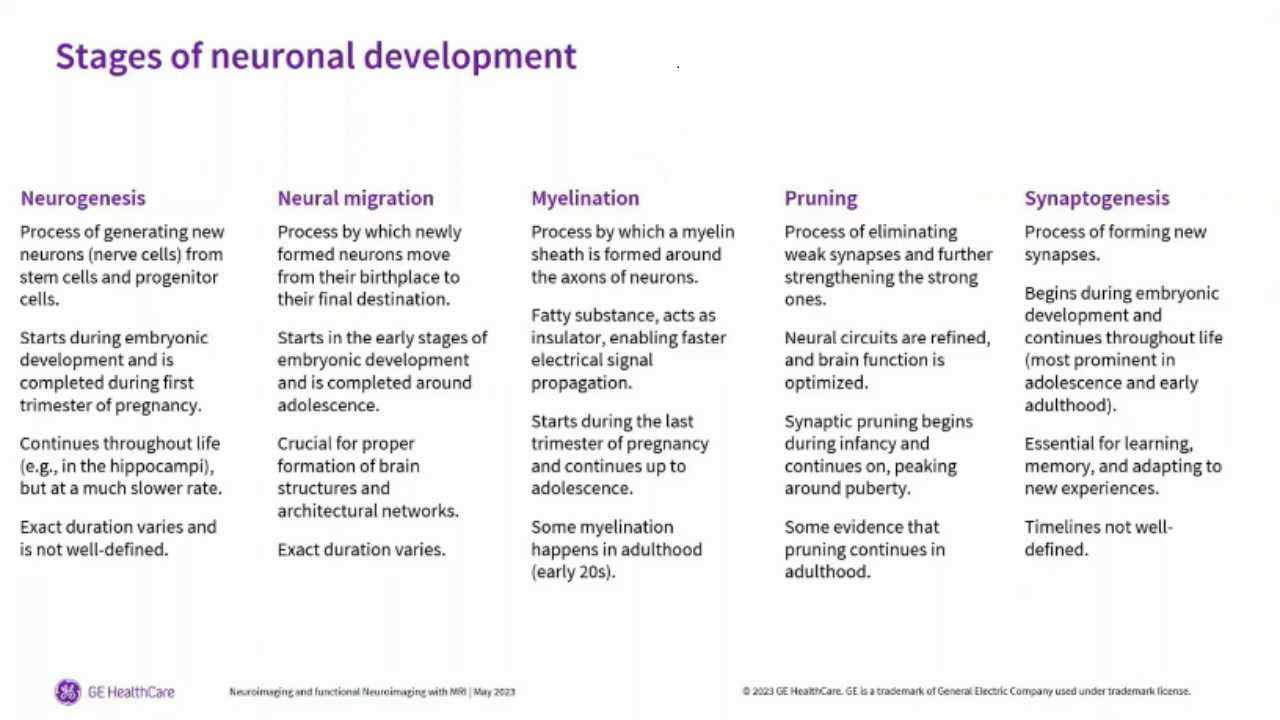 Stages of neuronal development
Neurogenesis
Process of generating new
neurons (nerve cells) from
stem cells and progenitor
cells.
Starts during embryonic
development and is
completed during first
trimester of pregnancy.
Continues throughout life
(e.g., in the hippocampi),
but at a much slower rate.
Exact duration varies and
is not well-defined.
Neural migration
Process by which newly
formed neurons move
from their birthplace to
their final destination.
Starts in the early stages of
embryonic development
and is completed around
adolescence.
Crucial for proper
formation of brain
structures and
architectural networks.
Exact duration varies.
Myelination
Process by which a myelin
sheath is formed around
the axons of neurons.
Fatty substance, acts as
insulator, enabling faster
electrical signal
propagation.
Starts during the last
trimester of pregnancy
and continues up to
adolescence.
Some myelination
happens in adulthood
(early 20s).
Pruning
Process of eliminating
weak synapses and further
strengthening the strong
ones.
Neural circuits are refined,
and brain function is
optimized.
Synaptic pruning begins
during infancy and
continues on, peaking
around puberty.
Some evidence that
pruning continues in
adulthood.
Synaptogenesis
Process of forming new
synapses.
Begins during embryonic
development and
continues throughout life
(most prominent in
adolescence and early
adulthood).
Essential for learning,
memory, and adapting to
new experiences.
Timelines not well-
defined.
GE HealthCare
Neuroimaging and functional Neuroimaging with MRI | May 2023
© 2023 GE HealthCare. GE is a trademark of General Electric Company used under trademark license.